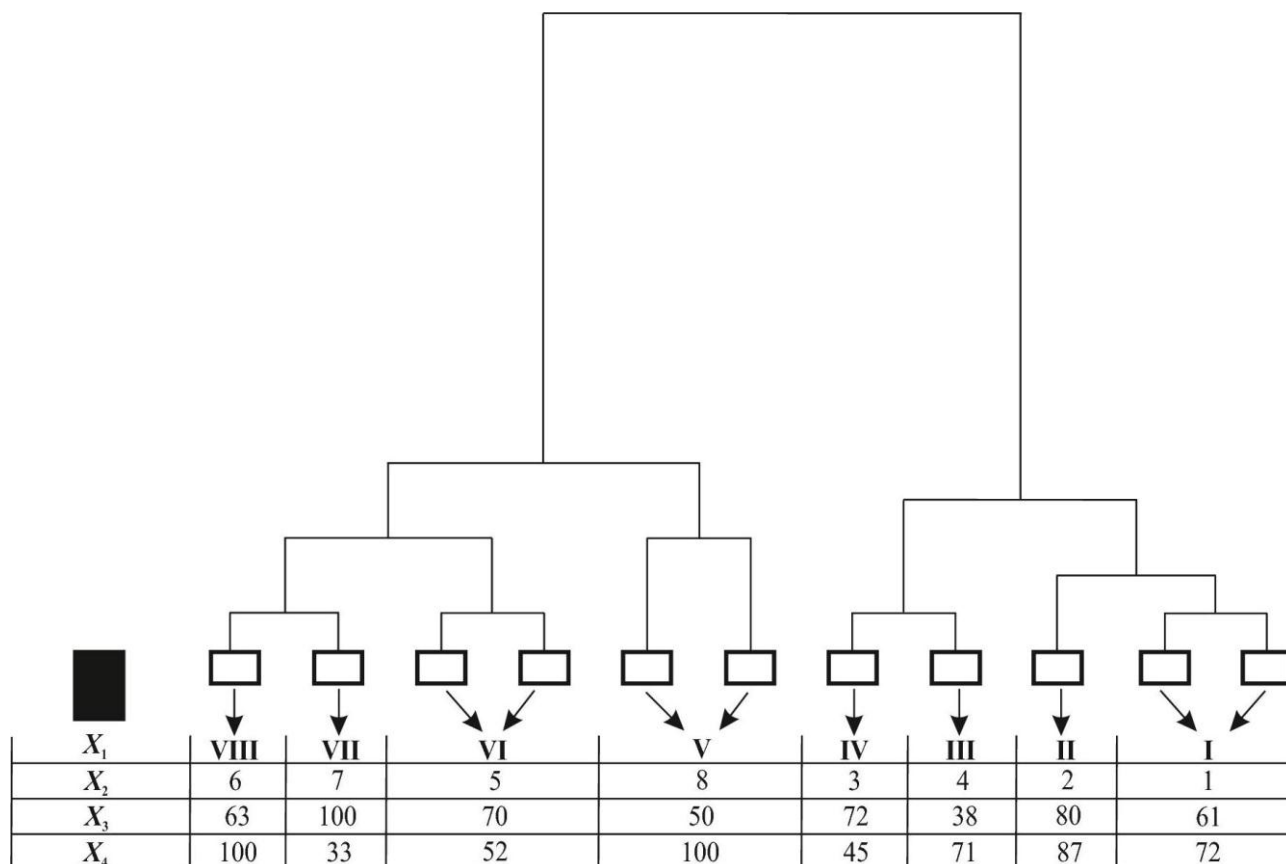 X₁ VIII VII VI V IV III II I
X₂ 6 7 5 8 3 4 2 1
X₃ 63 100 70 50 72 38 80 61
X₄ 100 33 52 100 45 71 87 72